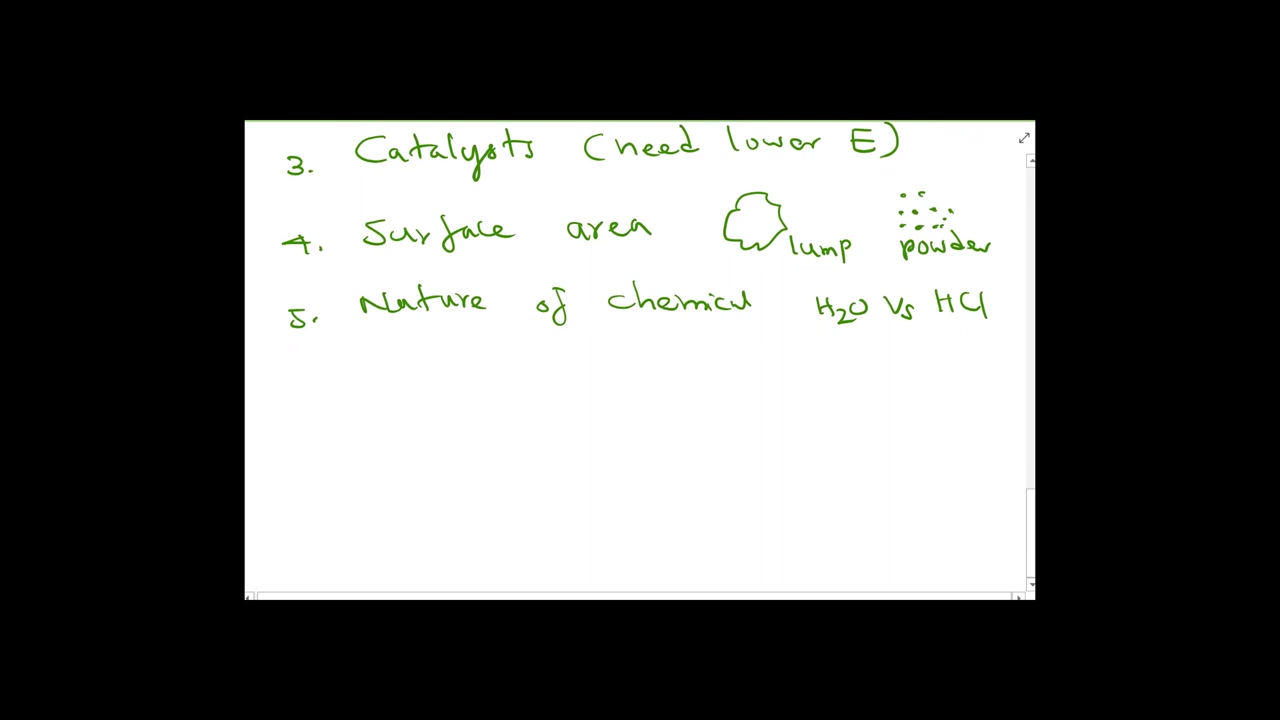 3. Catalysts (need lower E)
4. Surface area lump powder
5. Nature of chemical H₂O Vs HCl